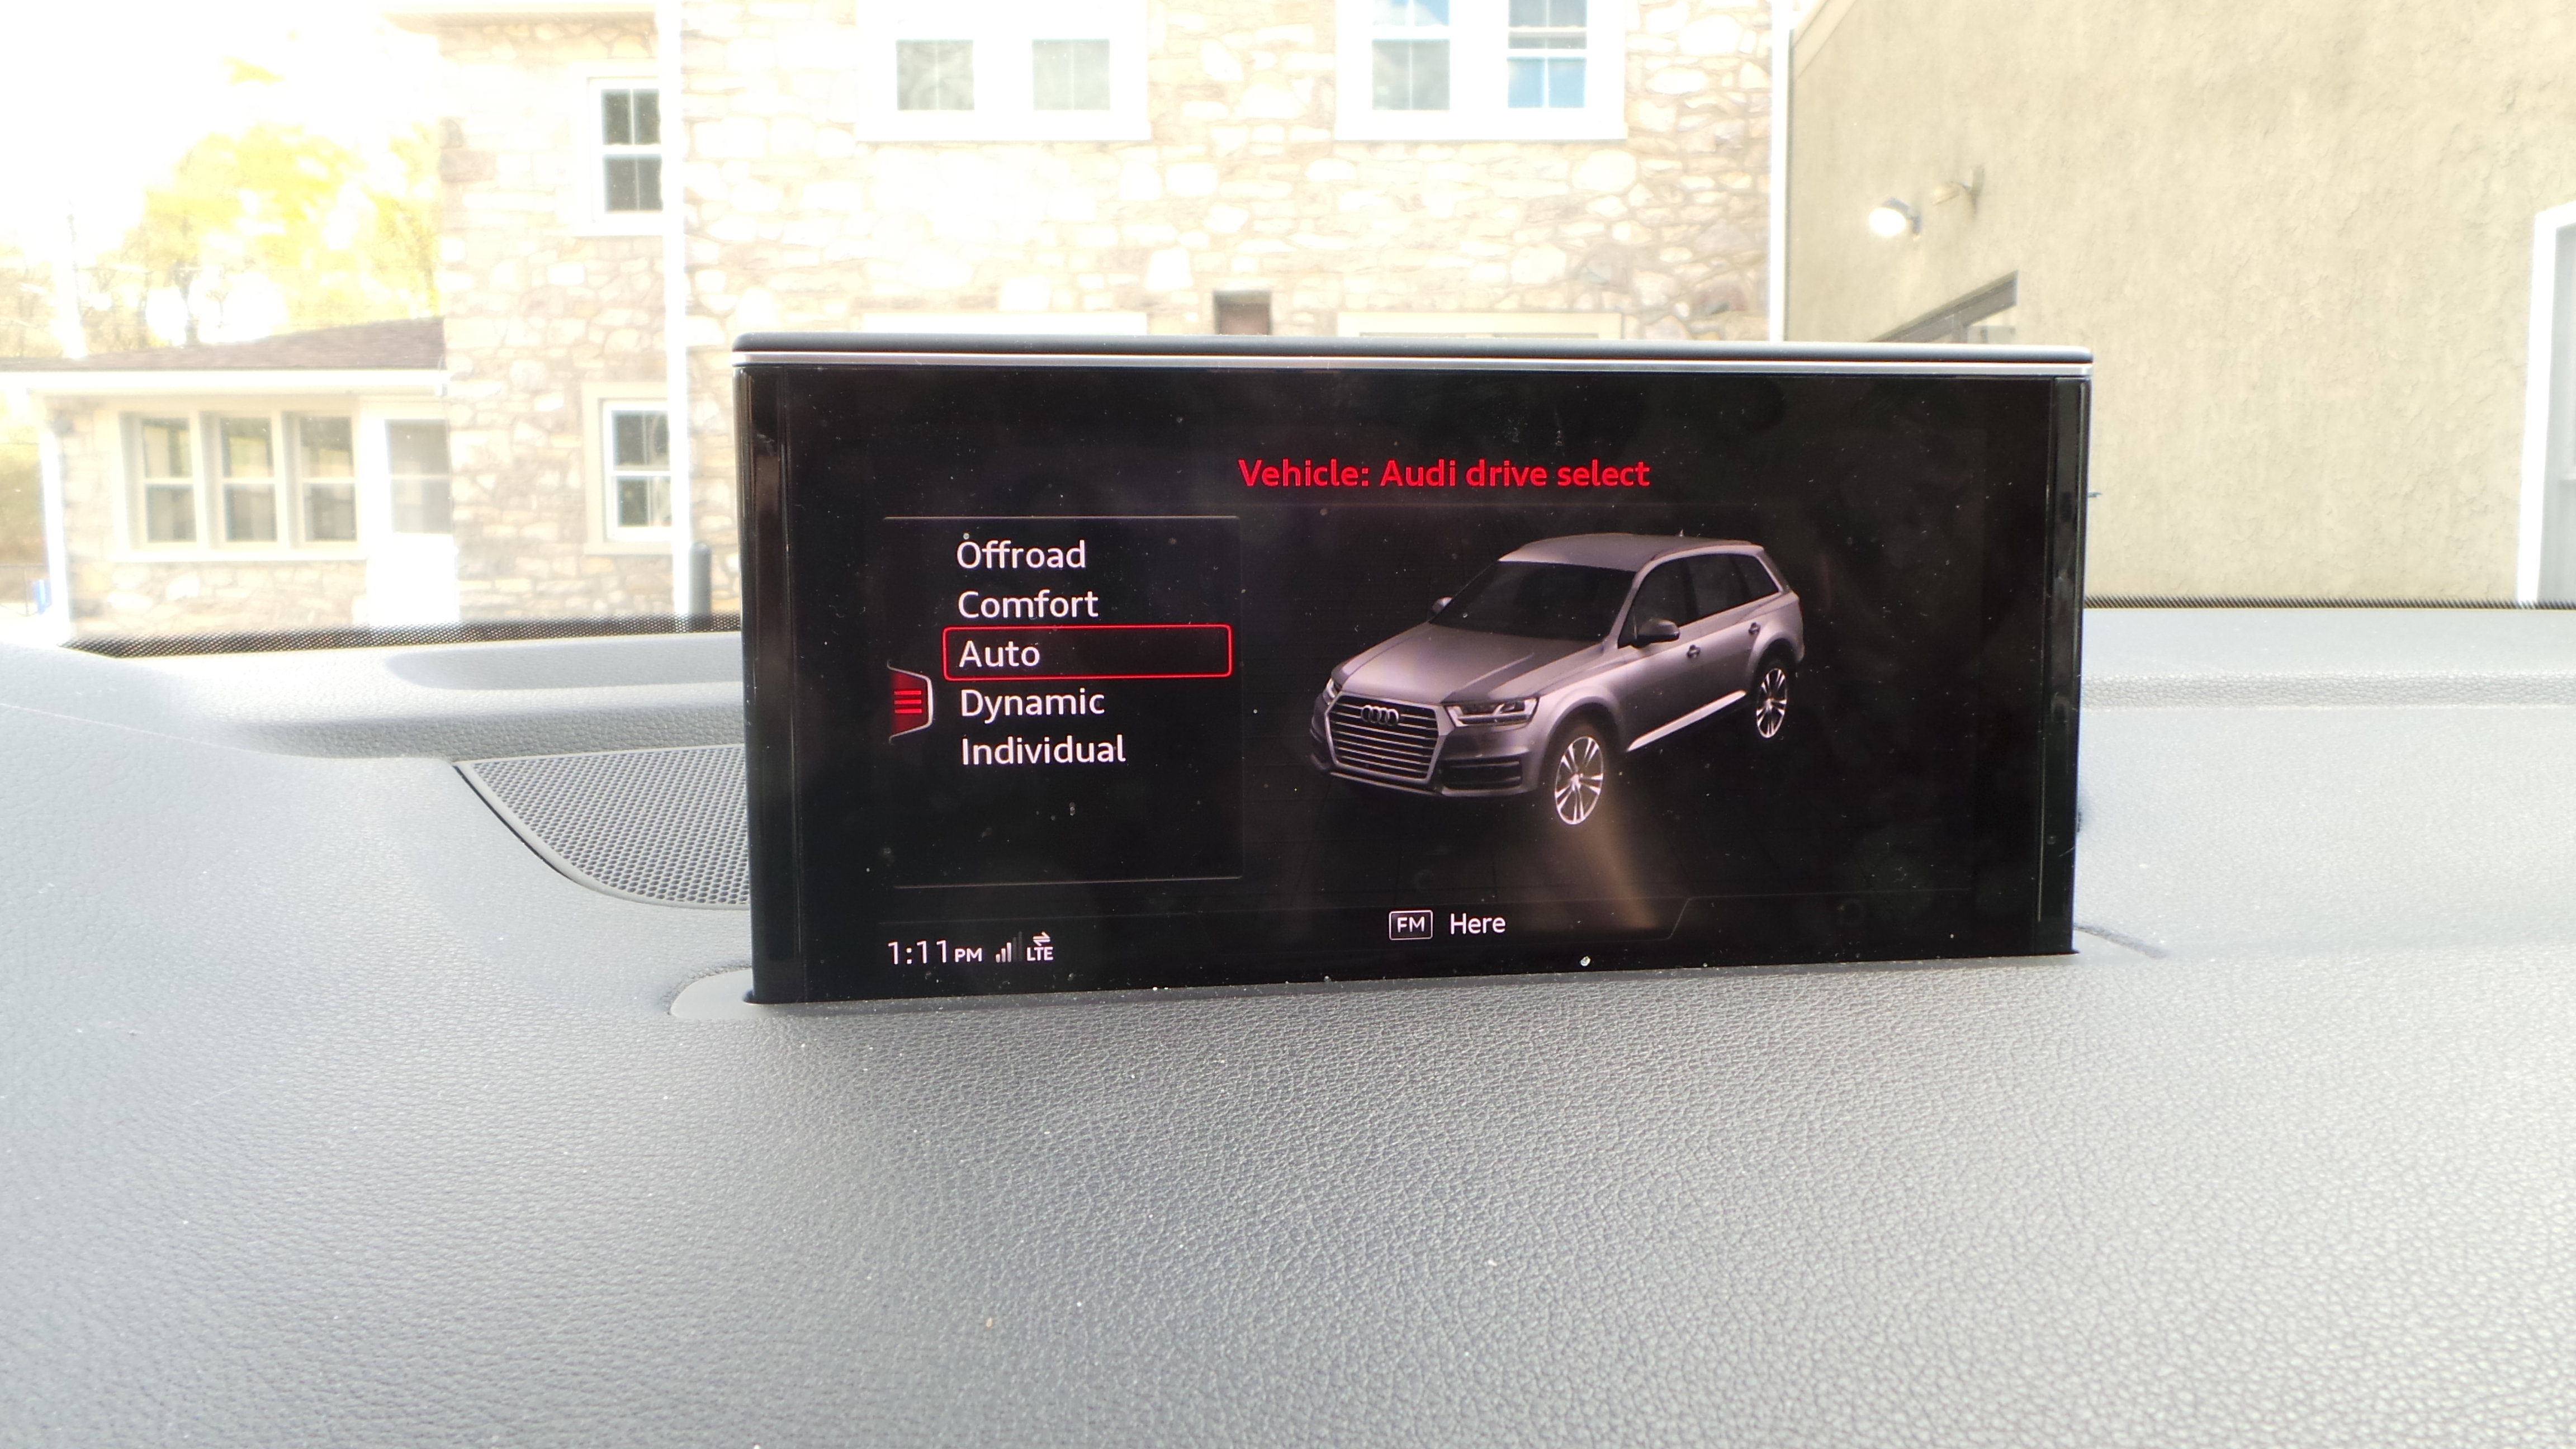 Vehicle: Audi drive select
Offroad
Comfort
Auto
Dynamic
Individual
FM Here
1:11PM LTE